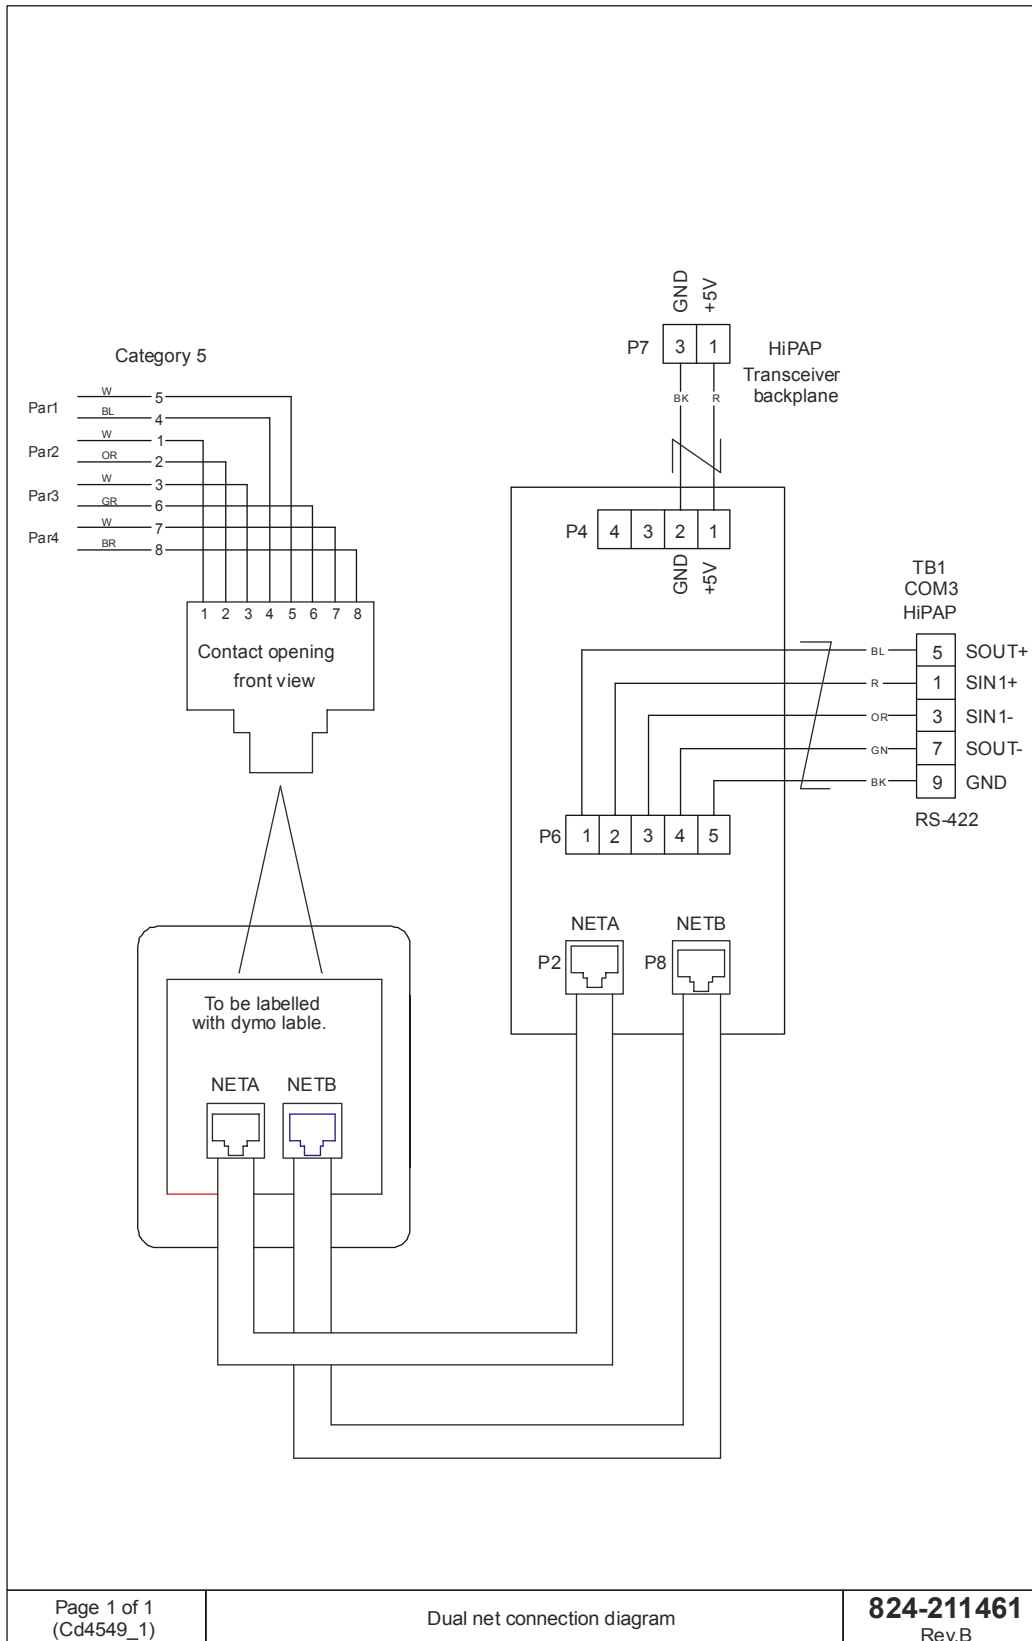 GND +5V
P7 3 1 HiPAP
Transceiver
backplane
BK R
Category 5
Par1 W 5
BL 4
Par2 W 1
OR 2
Par3 W 3
GR 6
Par4 W 7
BR 8
1 2 3 4 5 6 7 8
Contact opening
front view
P4 4 3 2 1
GND +5V
TB1
COM3
HiPAP
BL 5 SOUT+
R 1 SIN1+
OR 3 SIN1-
GN 7 SOUT-
BK 9 GND
RS-422
P6 1 2 3 4 5
NETA NETB
P2 P8
To be labelled
with dymo lable.
NETA NETB
Page 1 of 1
(Cd4549_1)
Dual net connection diagram
824-211461
Rev.B